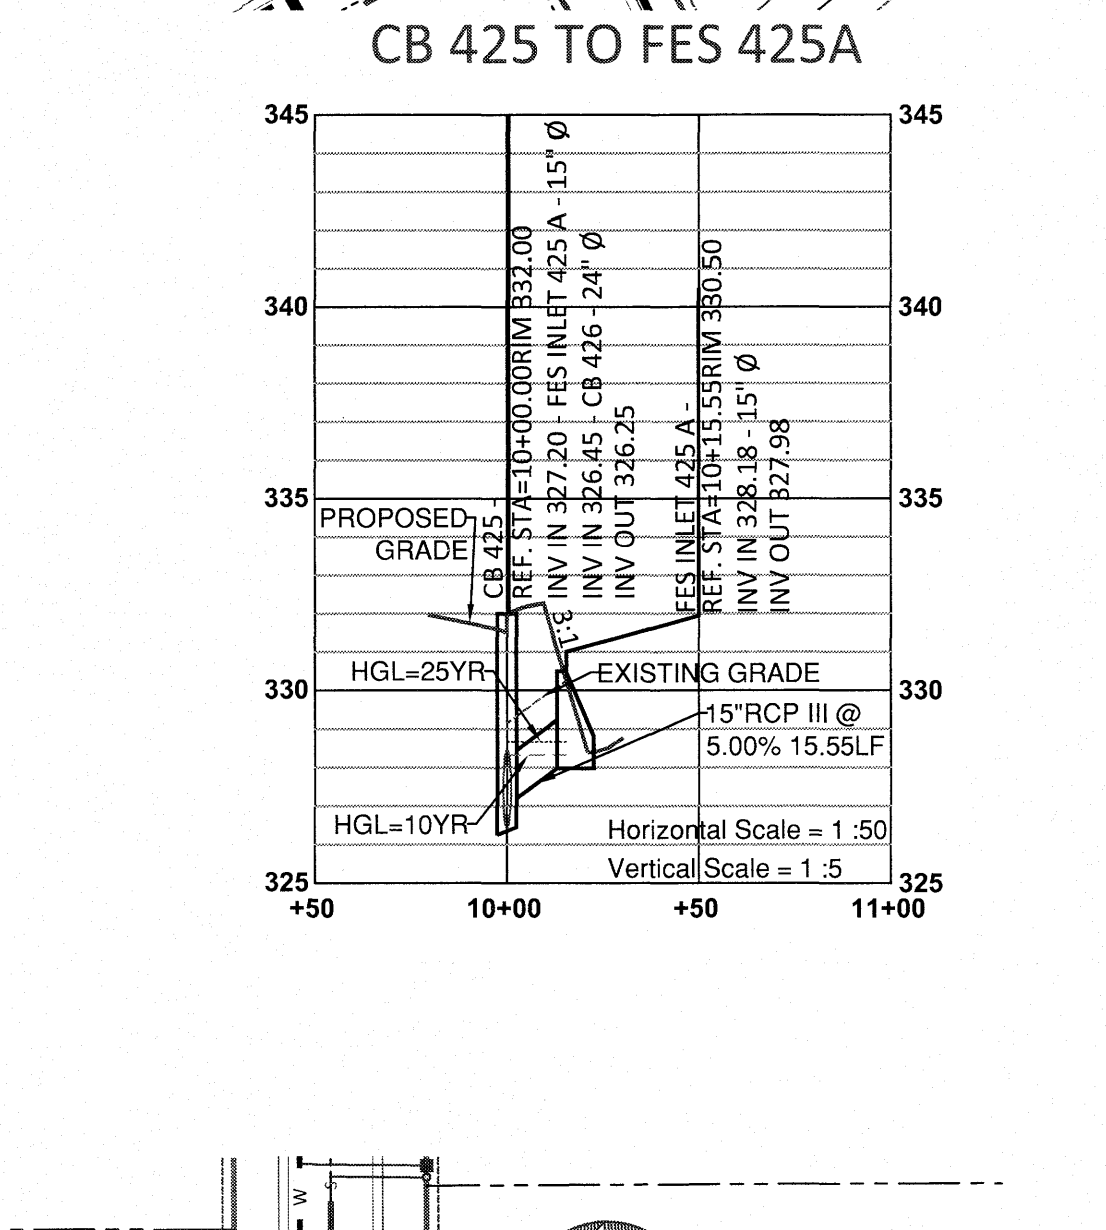 CB 425 TO FES 425A
345
345
340
340
335
335
330
330
325
325
+50
10+00
+50
11+00
CB 425 -
REF. STA=10+00.00RIM 332.00
INV IN 327.20 - FES INLET 425 A - 15" Ø
INV IN 326.45 - CB 426 - 24" Ø
INV OUT 326.25
FES INLET 425 A -
REF. STA=10+15.55RIM 330.50
INV IN 328.18 - 15" Ø
INV OUT 327.98
PROPOSED
GRADE
3:1
HGL=25YR
EXISTING GRADE
15"RCP III @
5.00% 15.55LF
HGL=10YR
Horizontal Scale = 1 :50
Vertical Scale = 1 :5
W
S